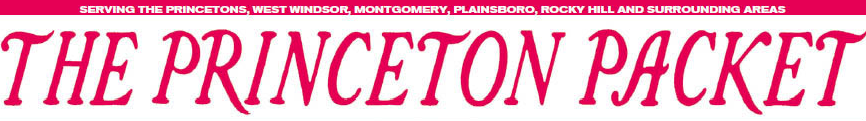 SERVING THE PRINCETONS, WEST WINDSOR, MONTGOMERY, PLAINSBORO, ROCKY HILL AND SURROUNDING AREAS
THE PRINCETON PACKET